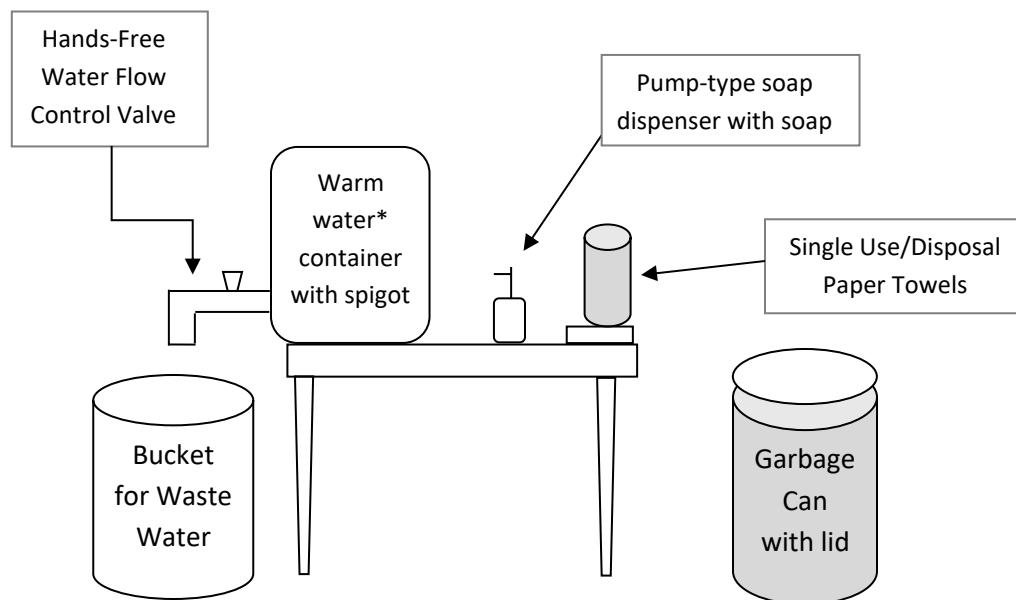 Hands-Free
Water Flow
Control Valve
Pump-type soap
dispenser with soap
Warm
water*
container
with spigot
Single Use/Disposal
Paper Towels
Bucket
for Waste
Water
Garbage
Can
with lid